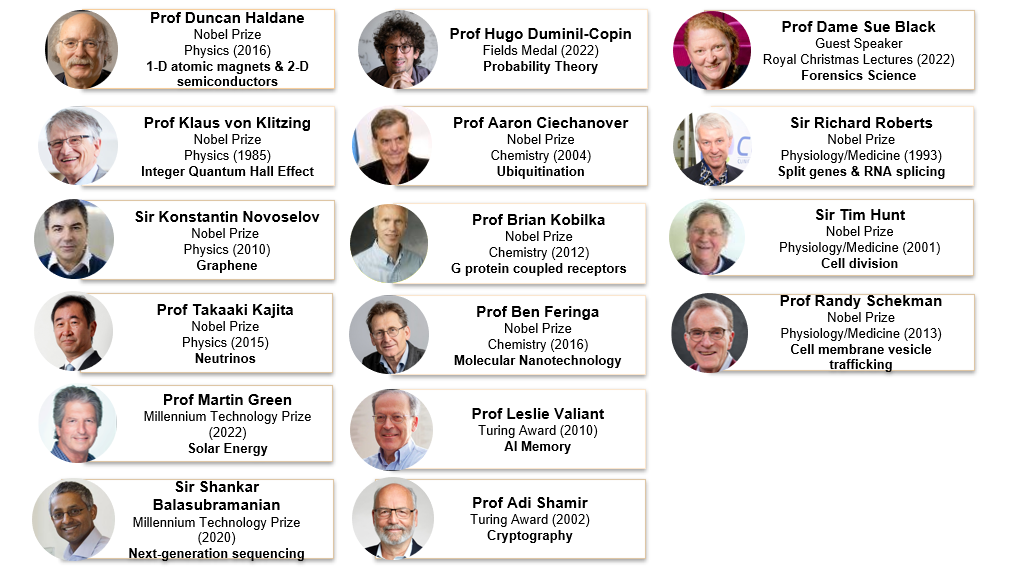 Prof Duncan Haldane
Nobel Prize
Physics (2016)
1-D atomic magnets & 2-D
semiconductors
Prof Klaus von Klitzing
Nobel Prize
Physics (1985)
Integer Quantum Hall Effect
Sir Konstantin Novoselov
Nobel Prize
Physics (2010)
Graphene
Prof Takaaki Kajita
Nobel Prize
Physics (2015)
Neutrinos
Prof Martin Green
Millennium Technology Prize
(2022)
Solar Energy
Sir Shankar
Balasubramanian
Millennium Technology Prize
(2020)
Next-generation sequencing
Prof Hugo Duminil-Copin
Fields Medal (2022)
Probability Theory
Prof Aaron Ciechanover
Nobel Prize
Chemistry (2004)
Ubiquitination
Prof Brian Kobilka
Nobel Prize
Chemistry (2012)
G protein coupled receptors
Prof Ben Feringa
Nobel Prize
Chemistry (2016)
Molecular Nanotechnology
Prof Leslie Valiant
Turing Award (2010)
AI Memory
Prof Adi Shamir
Turing Award (2002)
Cryptography
Prof Dame Sue Black
Guest Speaker
Royal Christmas Lectures (2022)
Forensics Science
Sir Richard Roberts
Nobel Prize
Physiology/Medicine (1993)
Split genes & RNA splicing
Sir Tim Hunt
Nobel Prize
Physiology/Medicine (2001)
Cell division
Prof Randy Schekman
Nobel Prize
Physiology/Medicine (2013)
Cell membrane vesicle
trafficking